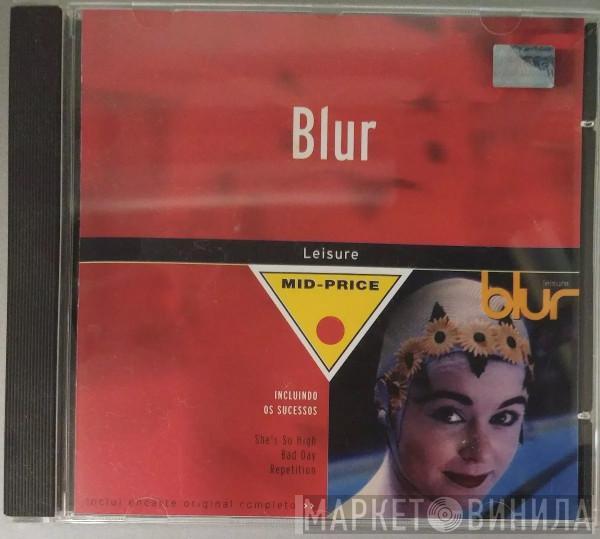 Blur
Leisure
MID-PRICE
leisure
blur
INCLUINDO
OS SUCESSOS
She's So High
Bad Day
Repetition
Inclui encarte original completo >>
МАРКЕТ ВИНИЛА